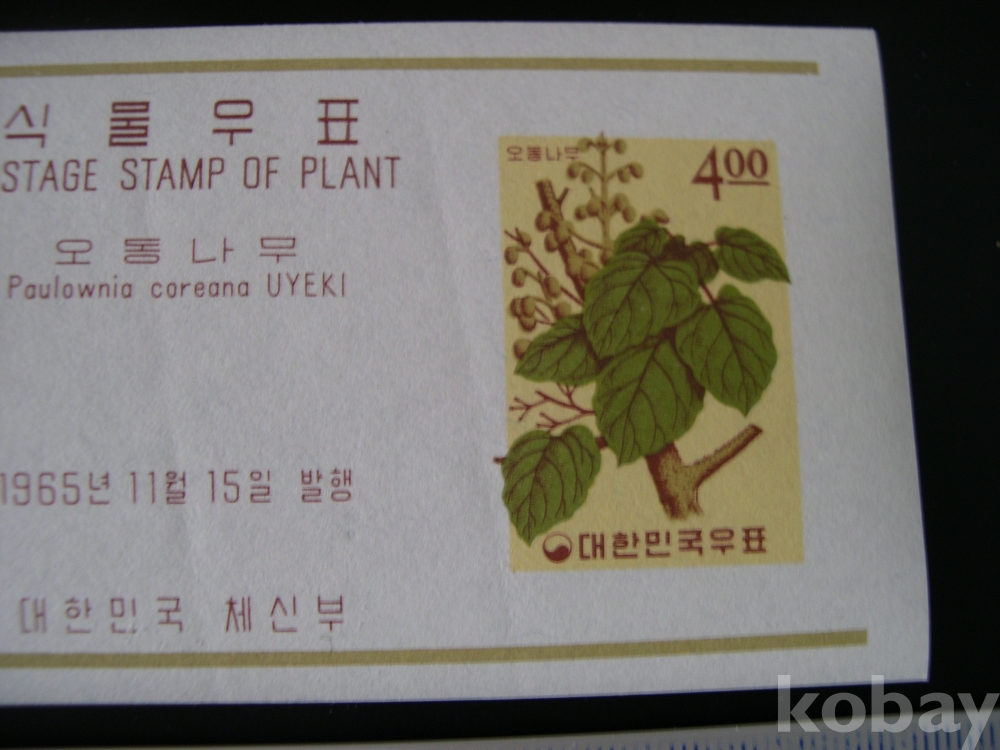 식물우표
STAGE STAMP OF PLANT
오동나무
Paulownia coreana UYEKI
1965년 11월 15일 발행
대한민국 체신부
오동나무
4.00
대한민국우표
kobay